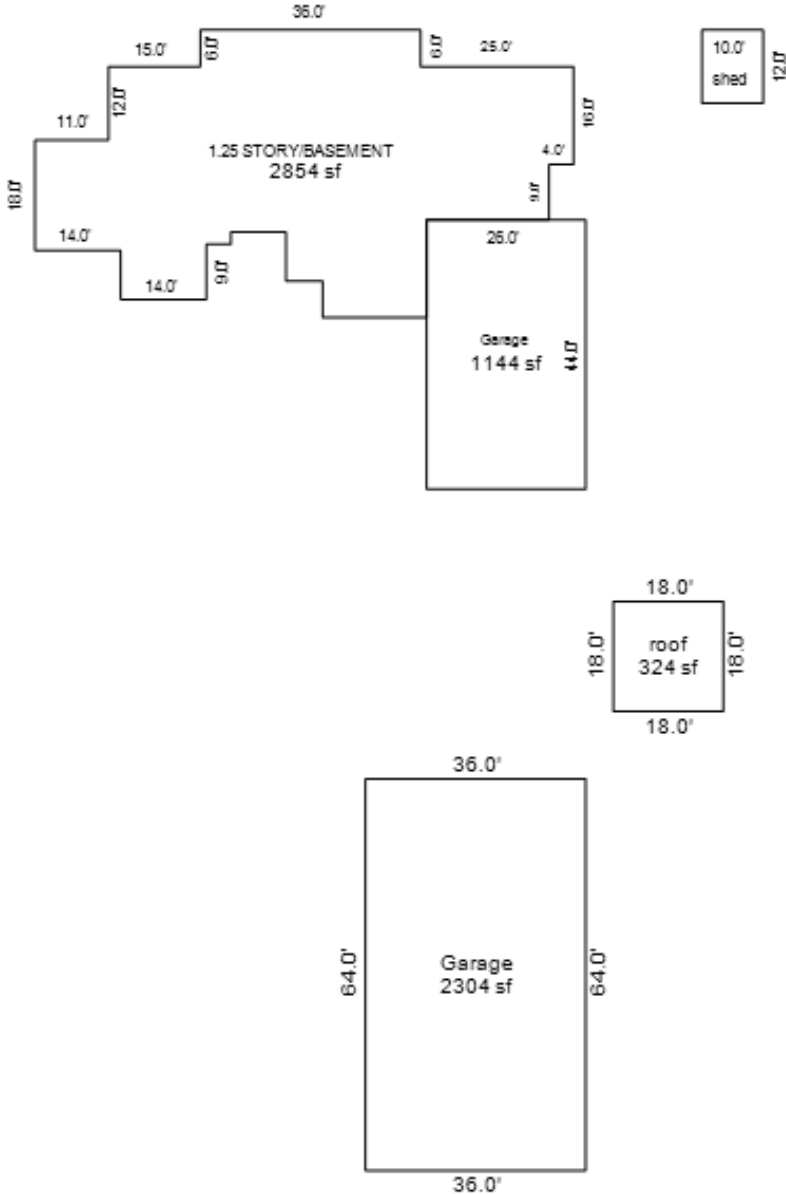 36.0'
15.0'
6.0'
6.0'
25.0'
10.0'
shed
12.0'
11.0'
12.0'
16.0'
1.25 STORY/BASEMENT
2854 sf
4.0'
18.0'
9.0'
14.0'
14.0'
9.0'
26.0'
Garage
1144 sf
44.0'
18.0'
18.0'
roof
324 sf
18.0'
18.0'
36.0'
64.0'
Garage
2304 sf
64.0'
36.0'